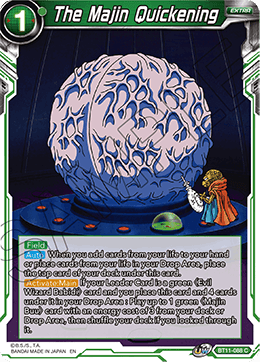 1
The Majin Quickening
EXTRA
Field
Auto When you add cards from your life to your hand
or place cards from your life in your Drop Area, place
the top card of your deck under this card.
Activate:Main If your Leader Card is a green《Evil
Wizard Babidi》card and you place this card and 4 cards
under it in your Drop Area : Play up to 1 green《Majin
Buu》card with an energy cost of 3 from your deck or
Drop Area, then shuffle your deck if you looked through
it.
©B.S./S., T.A.
BANDAI MADE IN JAPAN EN
BT11-088 C